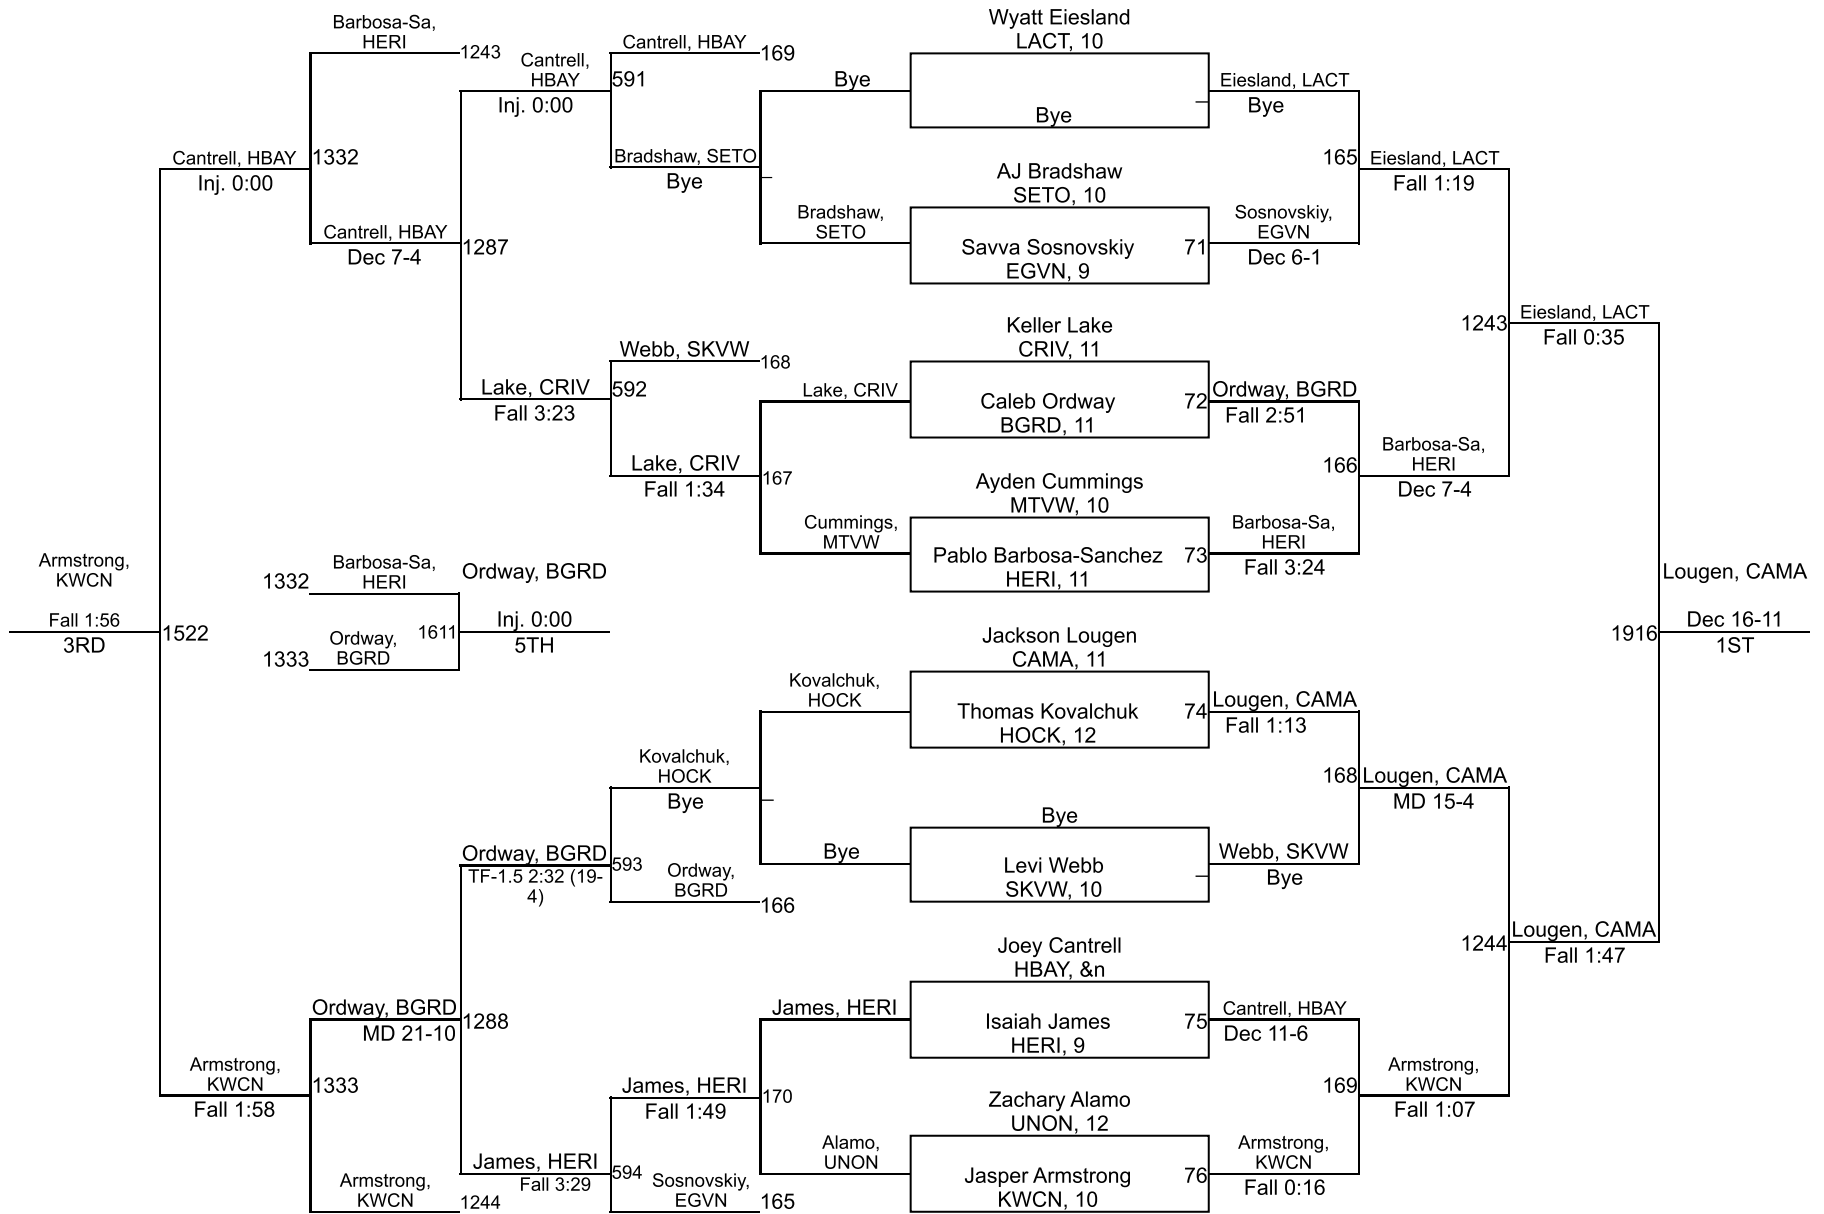 Wyatt Eiesland
LACT, 10
Bye
AJ Bradshaw
SETO, 10
Savva Sosnovskiy
EGVN, 9
71
Keller Lake
CRIV, 11
Caleb Ordway
BGRD, 11
72
Ayden Cummings
MTVW, 10
Pablo Barbosa-Sanchez
HERI, 11
73
Jackson Lougen
CAMA, 11
Thomas Kovalchuk
HOCK, 12
74
Bye
Levi Webb
SKVW, 10
Joey Cantrell
HBAY, &n
Isaiah James
HERI, 9
75
Zachary Alamo
UNON, 12
Jasper Armstrong
KWCN, 10
76
Eiesland, LACT
Bye
165
Sosnovskiy,
EGVN
Dec 6-1
Ordway, BGRD
Fall 2:51
166
Barbosa-Sa,
HERI
Fall 3:24
Lougen, CAMA
Fall 1:13
168
Webb, SKVW
Bye
Cantrell, HBAY
Dec 11-6
169
Armstrong,
KWCN
Fall 0:16
Eiesland, LACT
Fall 1:19
1243
Barbosa-Sa,
HERI
Dec 7-4
Lougen, CAMA
MD 15-4
1244
Armstrong,
KWCN
Fall 1:07
Eiesland, LACT
Fall 0:35
1916
Lougen, CAMA
Fall 1:47
Lougen, CAMA
Dec 16-11
1ST
Bye
Bradshaw,
SETO
Lake, CRIV
167
Cummings,
MTVW
Kovalchuk,
HOCK
Bye
James, HERI
170
Alamo,
UNON
Cantrell, HBAY
169
591
Bradshaw, SETO
Bye
Webb, SKVW
168
592
Lake, CRIV
Fall 1:34
Kovalchuk,
HOCK
Bye
593
Ordway,
BGRD
166
James, HERI
Fall 1:49
594
Sosnovskiy,
EGVN
165
Cantrell,
HBAY
Inj. 0:00
1287
Lake, CRIV
Fall 3:23
Ordway, BGRD
TF-1.5 2:32 (19-
4)
1288
James, HERI
Fall 3:29
Barbosa-Sa,
HERI
1243
1332
Cantrell, HBAY
Dec 7-4
Ordway, BGRD
MD 21-10
1333
Armstrong,
KWCN
1244
Cantrell, HBAY
Inj. 0:00
1522
Armstrong,
KWCN
Fall 1:58
Armstrong,
KWCN
Fall 1:56
3RD
1332
Barbosa-Sa,
HERI
1333
Ordway,
BGRD
1611
Ordway, BGRD
Inj. 0:00
5TH